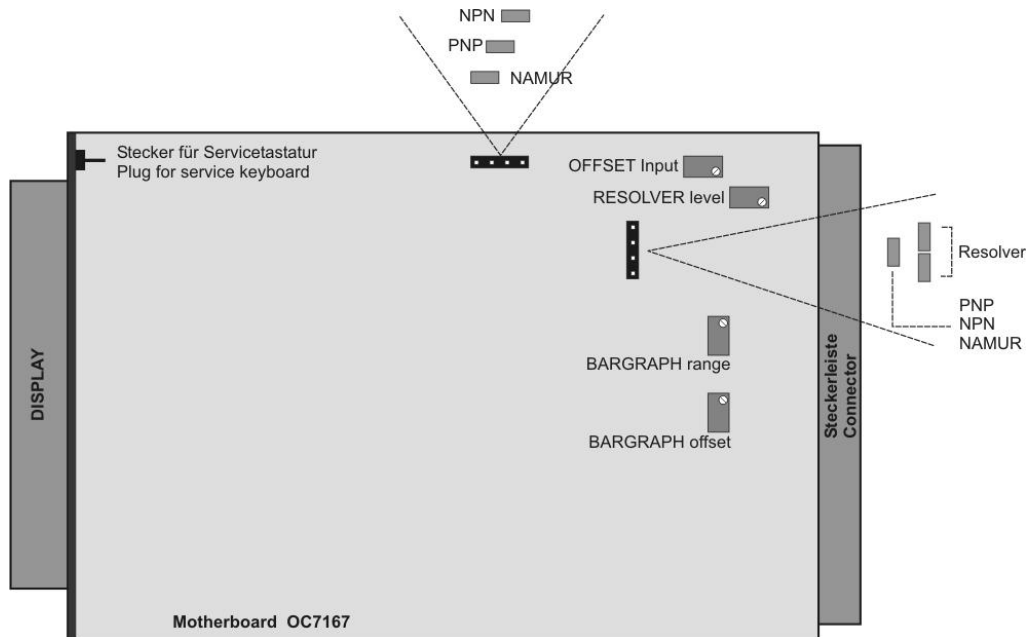 NPN
PNP
NAMUR
Stecker für Servicetastatur
Plug for service keyboard
OFFSET Input
RESOLVER level
Resolver
PNP
NPN
NAMUR
BARGRAPH range
BARGRAPH offset
DISPLAY
Steckerleiste
Connector
Motherboard OC7167